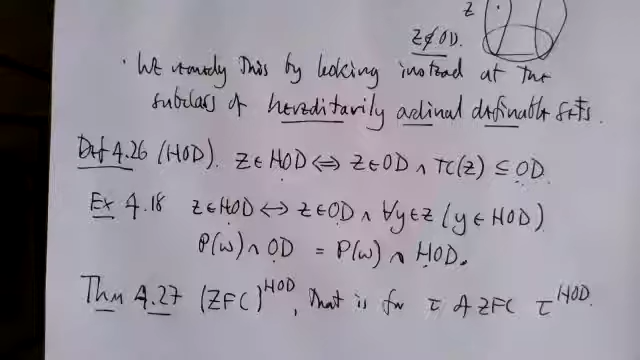 z
z ∉ OD.
· We remedy this by looking instead at the
subclass of hereditarily ordinal definable sets.
Def 4.26 (HOD). z ∈ HOD ⟺ z ∈ OD ∧ TC(z) ⊆ OD.
Ex 4.18 z ∈ HOD ⟷ z ∈ OD ∧ ∀y ∈ z (y ∈ HOD)
P(ω) ∩ OD = P(ω) ∩ HOD.
Thm 4.27 (ZFC)^HOD, that is for τ A ZFC τ^HOD.